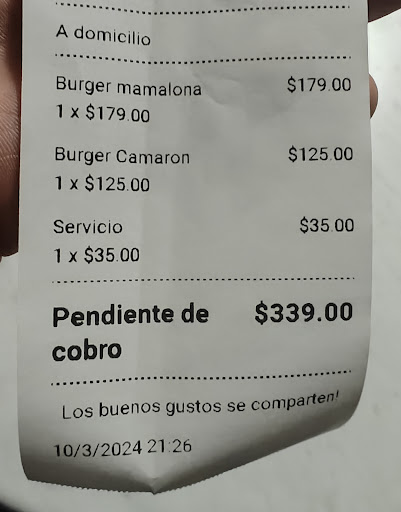 A domicilio
Burger mamalona $179.00
1 x $179.00
Burger Camaron $125.00
1 x $125.00
Servicio $35.00
1 x $35.00
Pendiente de $339.00
cobro
Los buenos gustos se comparten!
10/3/2024 21:26